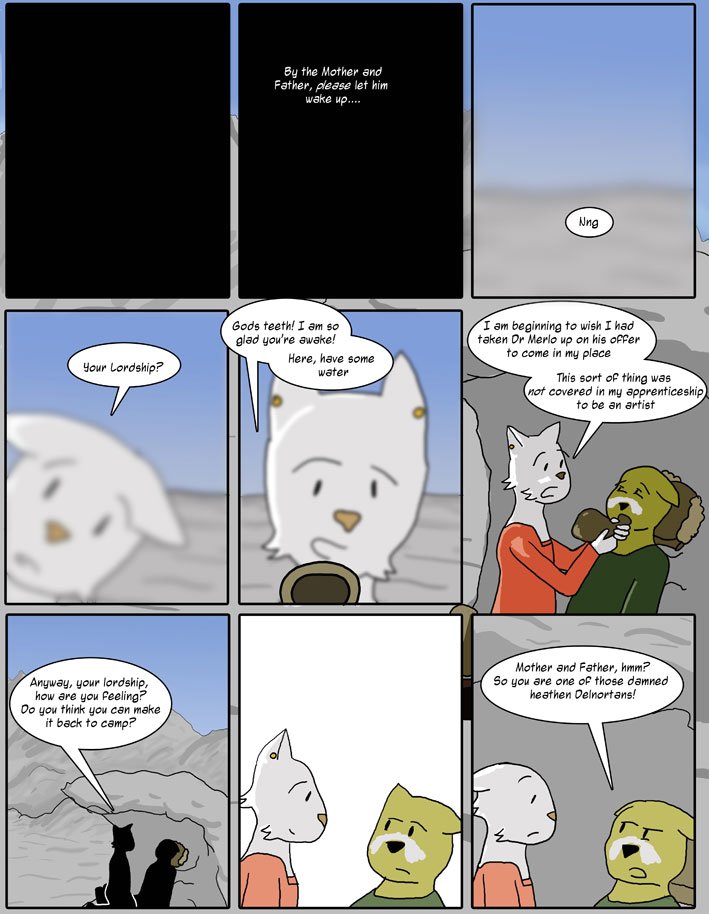 By the Mother and
Father, please let him
wake up....
Nng
Your Lordship?
Gods teeth! I am so
glad you're awake!
Here, have some
water
I am beginning to wish I had
taken Dr Merlo up on his offer
to come in my place
This sort of thing was
not covered in my apprenticeship
to be an artist
Anyway, your lordship,
how are you feeling?
Do you think you can make
it back to camp?
Mother and Father, hmm?
So you are one of those damned
heathen Delnortans!